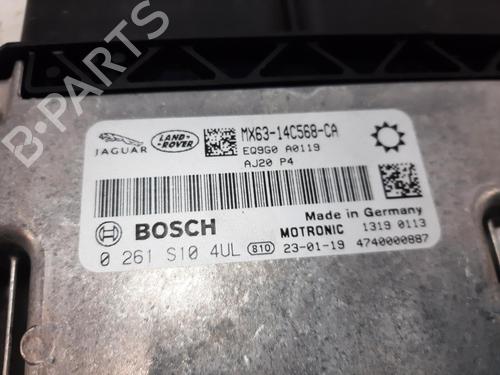 JAGUAR
LAND-ROVER
MX63-14C568-CA
EQ9G0 A0119
AJ20 P4
BOSCH
Made in Germany
0 261 S10 4UL 810
MOTRONIC 1319 0113
23-01-19 4740000887
B-PARTS